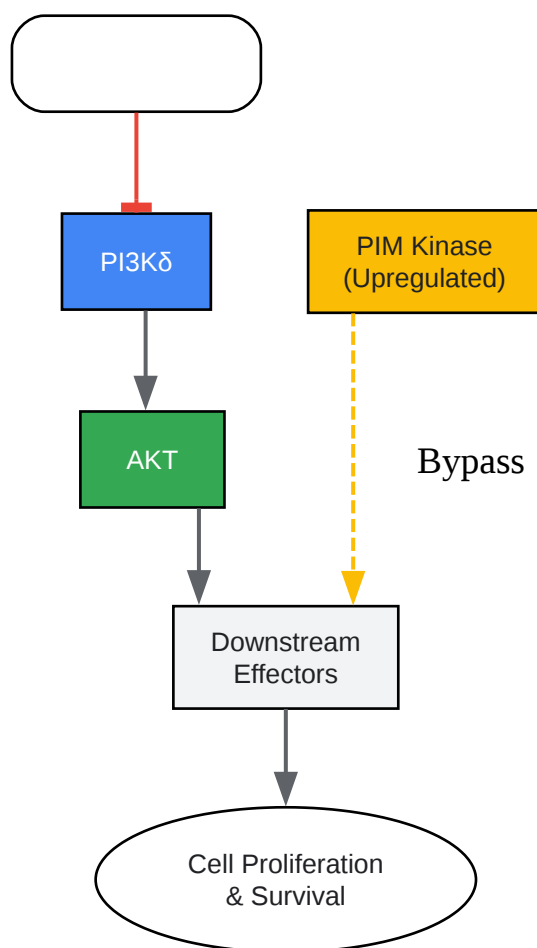 PI3Kδ
PIM Kinase
(Upregulated)
AKT
Bypass
Downstream
Effectors
Cell Proliferation
& Survival